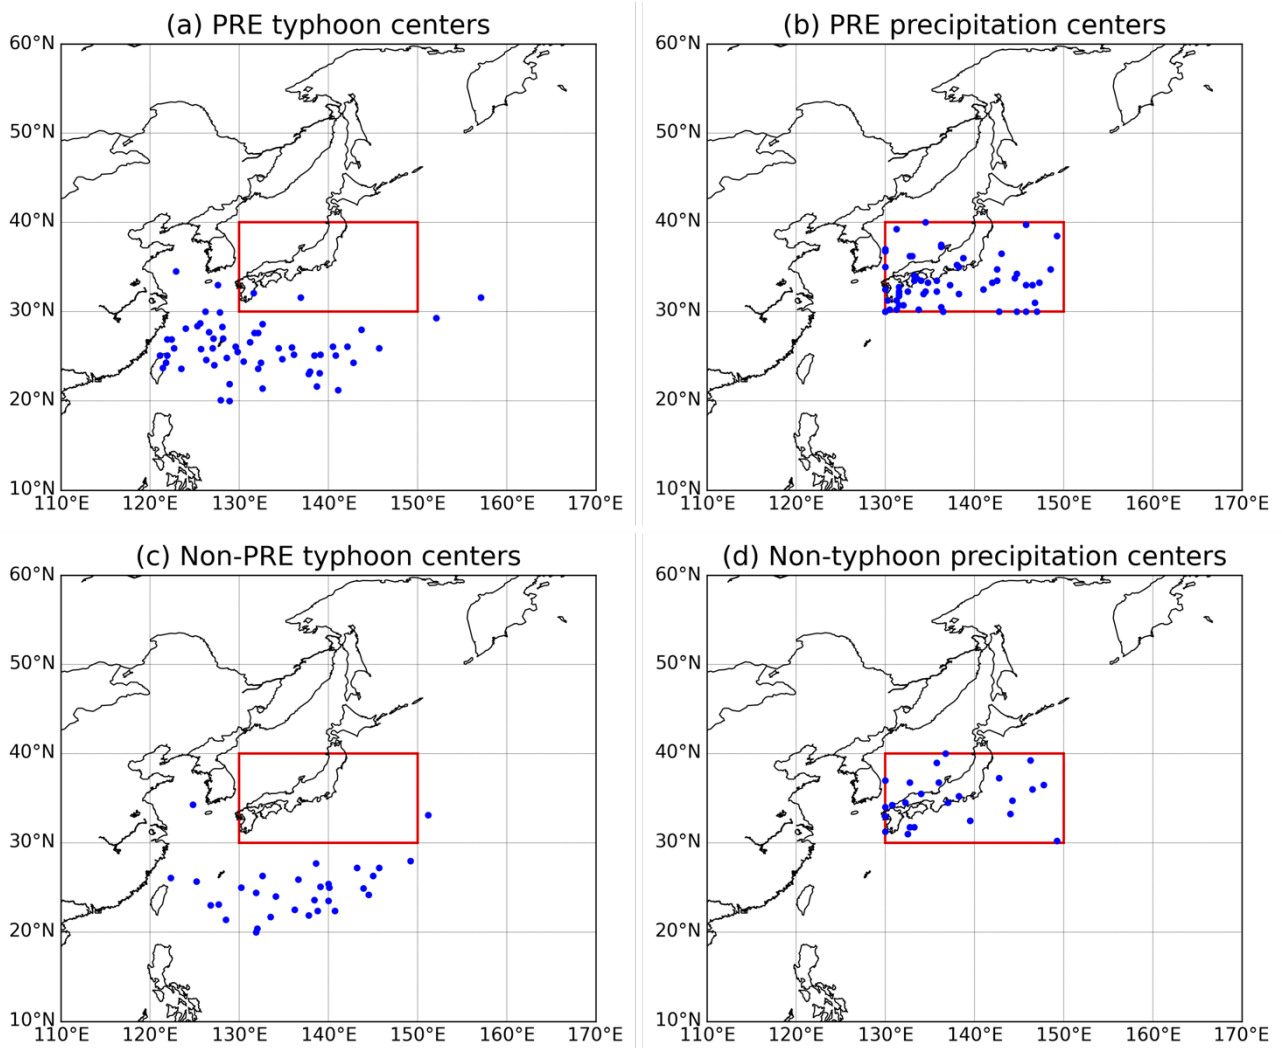 (a) PRE typhoon centers
60°N
50°N
40°N
30°N
20°N
10°N
110°E 120°E 130°E 140°E 150°E 160°E 170°E
(b) PRE precipitation centers
60°N
50°N
40°N
30°N
20°N
10°N
110°E 120°E 130°E 140°E 150°E 160°E 170°E
(c) Non-PRE typhoon centers
60°N
50°N
40°N
30°N
20°N
10°N
110°E 120°E 130°E 140°E 150°E 160°E 170°E
(d) Non-typhoon precipitation centers
60°N
50°N
40°N
30°N
20°N
10°N
110°E 120°E 130°E 140°E 150°E 160°E 170°E